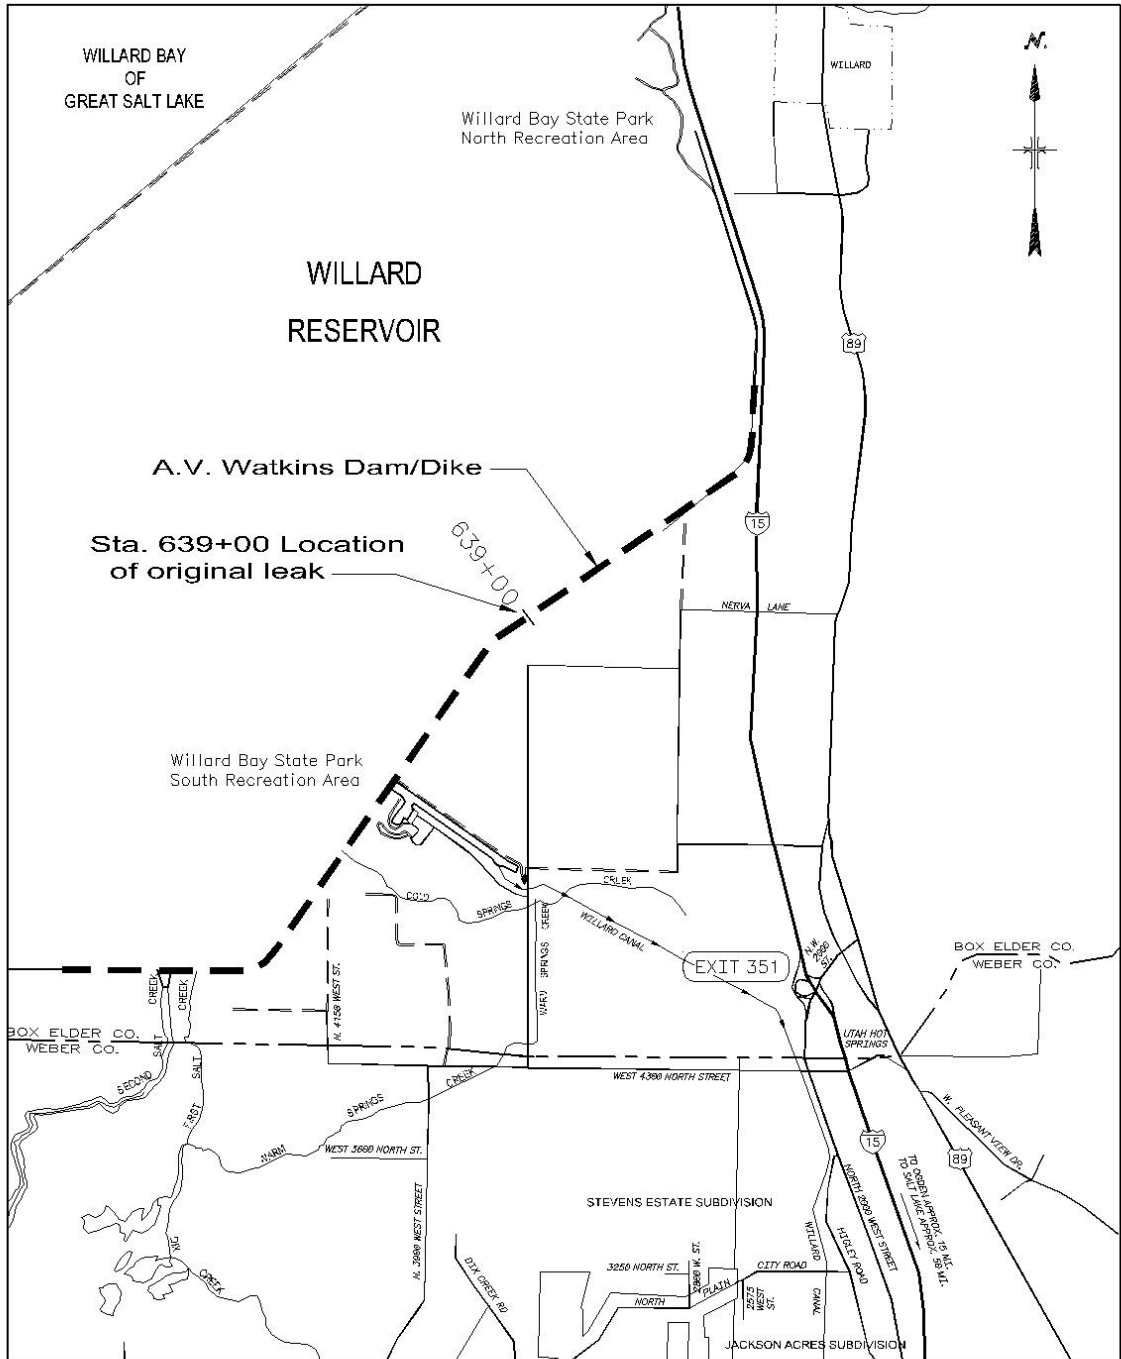 WILLARD BAY
OF
GREAT SALT LAKE
N.
WILLARD
Willard Bay State Park
North Recreation Area
WILLARD
RESERVOIR
89
A.V. Watkins Dam/Dike
15
639+00
Sta. 639+00 Location
of original leak
NERVA LANE
Willard Bay State Park
South Recreation Area
COLD
SPRINGS
CREEK
WILLARD CANAL
WARM SPRINGS CREEK
N. 4150 WEST ST.
EXIT 351
N.W.
2000
ST.
BOX ELDER CO.
WEBER CO.
CREEK
CREEK
BOX ELDER CO.
WEBER CO.
SALT
SECOND
SALT
FIRST
UTAH HOT
SPRINGS
WEST 4300 NORTH STREET
CREEK
SPRINGS
WARM
WEST 3600 NORTH ST.
N. 3900 WEST STREET
W. PLEASANT VIEW DR.
15
89
TO OGDEN APPROX. 15 MI.
TO SALT LAKE APPROX. 50 MI.
NORTH 2000 WEST STREET
STEVENS ESTATE SUBDIVISION
WILLARD
CANAL
HIGLEY ROAD
DIX
CREEK
DIX CREEK RD
3250 NORTH ST.
2800 W. ST.
CITY ROAD
PLAIN
NORTH
2575
WEST
ST.
JACKSON ACRES SUBDIVISION